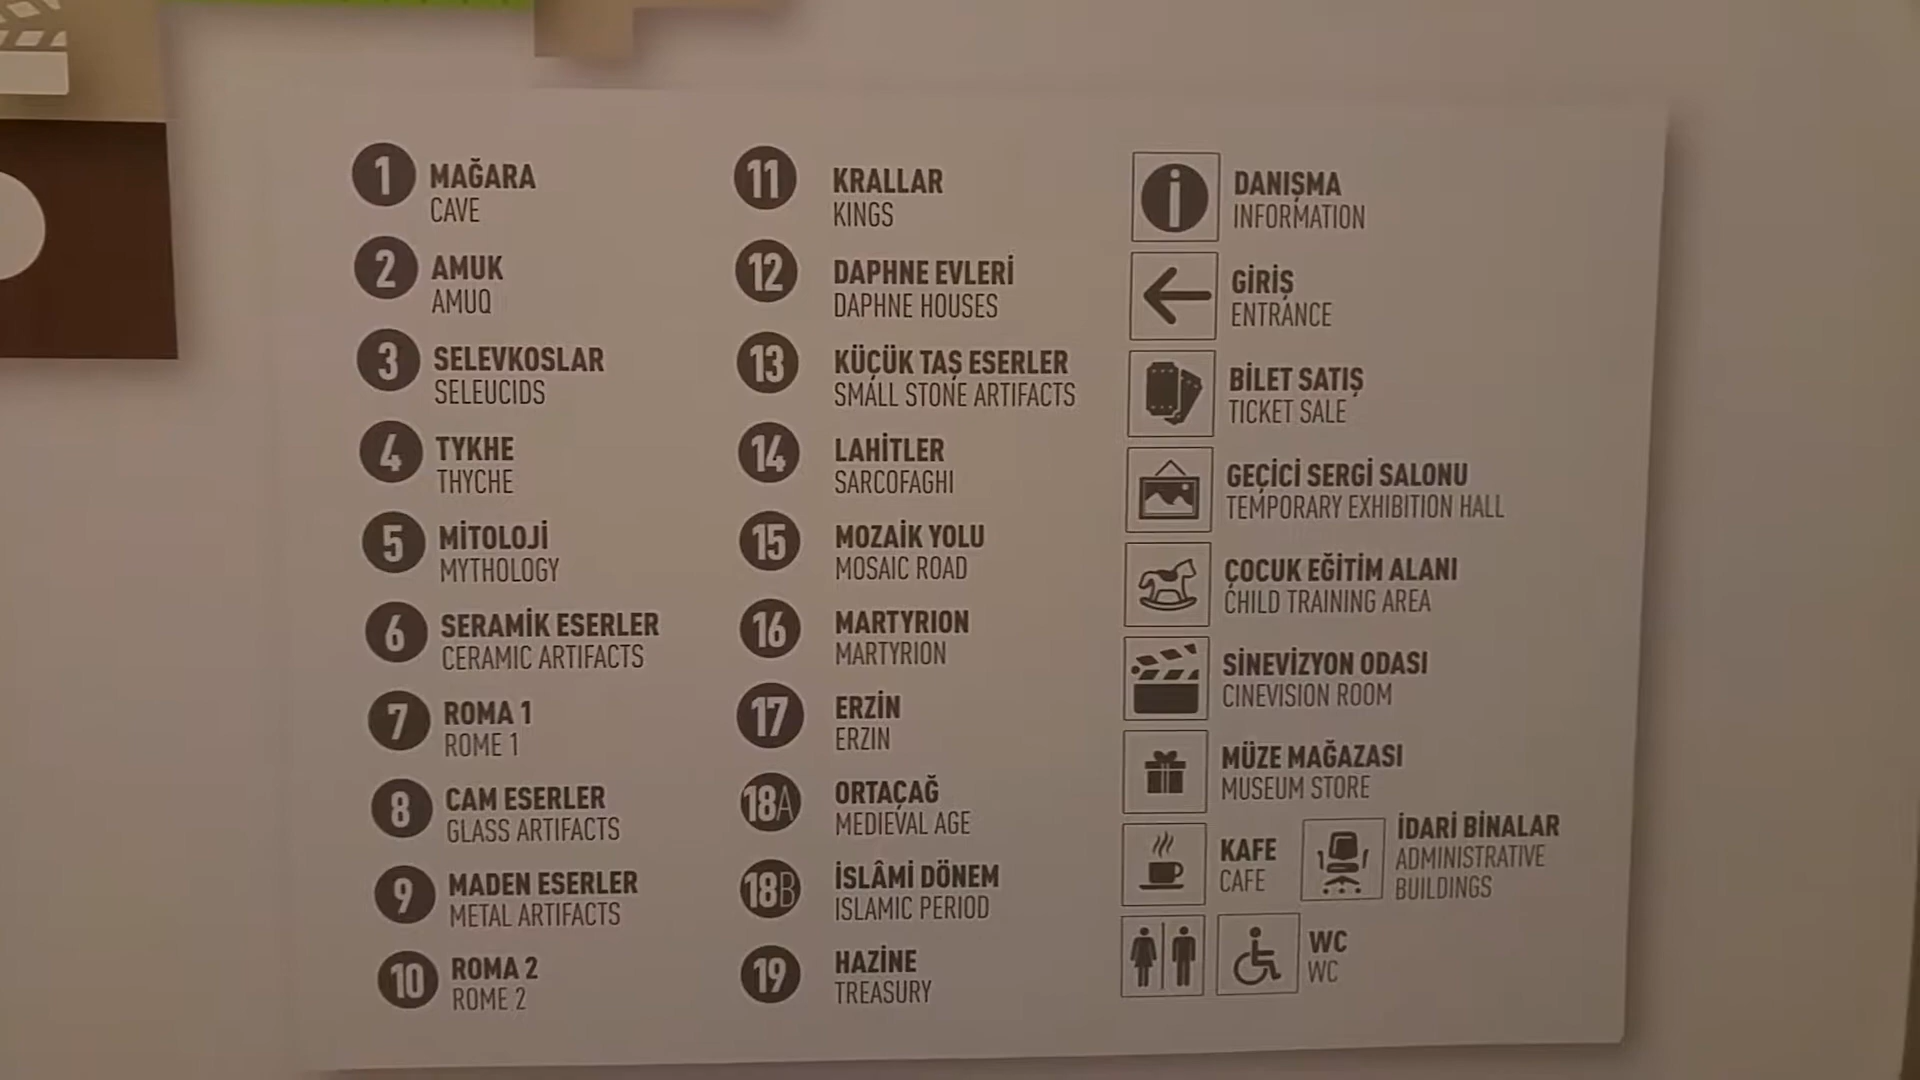 1 MAĞARA
CAVE
2 AMUK
AMUQ
3 SELEVKOSLAR
SELEUCIDS
4 TYKHE
THYCHE
5 MİTOLOJİ
MYTHOLOGY
6 SERAMİK ESERLER
CERAMIC ARTIFACTS
7 ROMA 1
ROME 1
8 CAM ESERLER
GLASS ARTIFACTS
9 MADEN ESERLER
METAL ARTIFACTS
10 ROMA 2
ROME 2
11 KRALLAR
KINGS
12 DAPHNE EVLERİ
DAPHNE HOUSES
13 KÜÇÜK TAŞ ESERLER
SMALL STONE ARTIFACTS
14 LAHİTLER
SARCOFAGHI
15 MOZAİK YOLU
MOSAIC ROAD
16 MARTYRION
MARTYRION
17 ERZİN
ERZIN
18A ORTAÇAĞ
MEDIEVAL AGE
18B İSLÂMİ DÖNEM
ISLAMIC PERIOD
19 HAZİNE
TREASURY
i DANIŞMA
INFORMATION
GİRİŞ
ENTRANCE
BİLET SATIŞ
TICKET SALE
GEÇİCİ SERGİ SALONU
TEMPORARY EXHIBITION HALL
ÇOCUK EĞİTİM ALANI
CHILD TRAINING AREA
SİNEVİZYON ODASI
CINEVISION ROOM
MÜZE MAĞAZASI
MUSEUM STORE
KAFE
CAFE
İDARİ BİNALAR
ADMINISTRATIVE
BUILDINGS
WC
WC